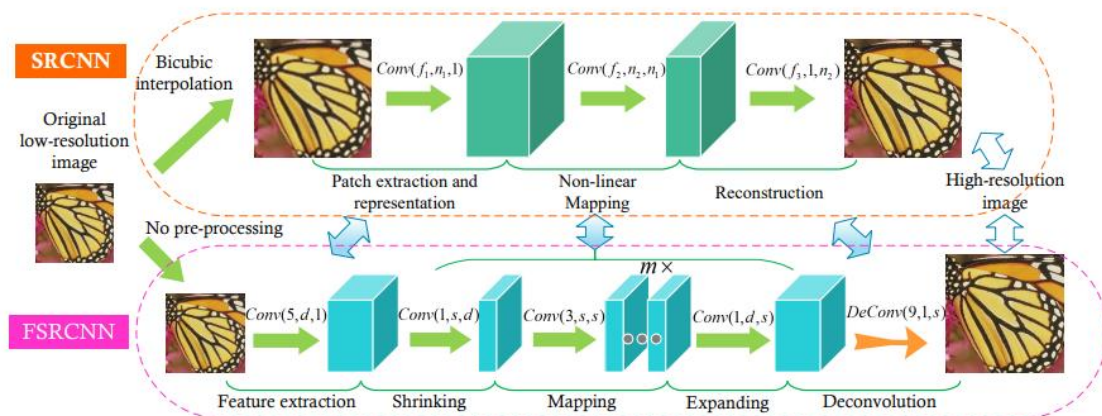 SRCNN
Bicubic
interpolation
Original
low-resolution
image
Conv(f₁,n₁,1)
Conv(f₂,n₂,n₁)
Conv(f₃,1,n₂)
Patch extraction and
representation
Non-linear
Mapping
Reconstruction
High-resolution
image
No pre-processing
m×
FSRCNN
Conv(5,d,1)
Conv(1,s,d)
Conv(3,s,s)
Conv(1,d,s)
DeConv(9,1,s)
Feature extraction
Shrinking
Mapping
Expanding
Deconvolution